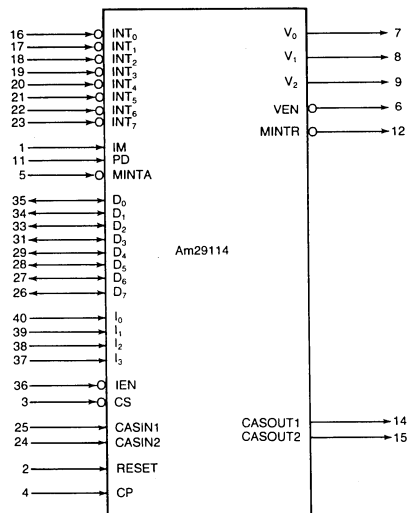 16 INT₀ V₀ 7
17 INT₁
18 INT₂ V₁ 8
19 INT₃
20 INT₄ V₂ 9
21 INT₅
22 INT₆ VEN 6
23 INT₇ MINTR 12
1 IM
11 PD
5 MINTA
35 D₀
34 D₁
33 D₂
31 D₃
29 D₄ Am29114
28 D₅
27 D₆
26 D₇
40 I₀
39 I₁
38 I₂
37 I₃
36 IEN
3 CS
25 CASIN1 CASOUT1 14
24 CASIN2 CASOUT2 15
2 RESET
4 CP